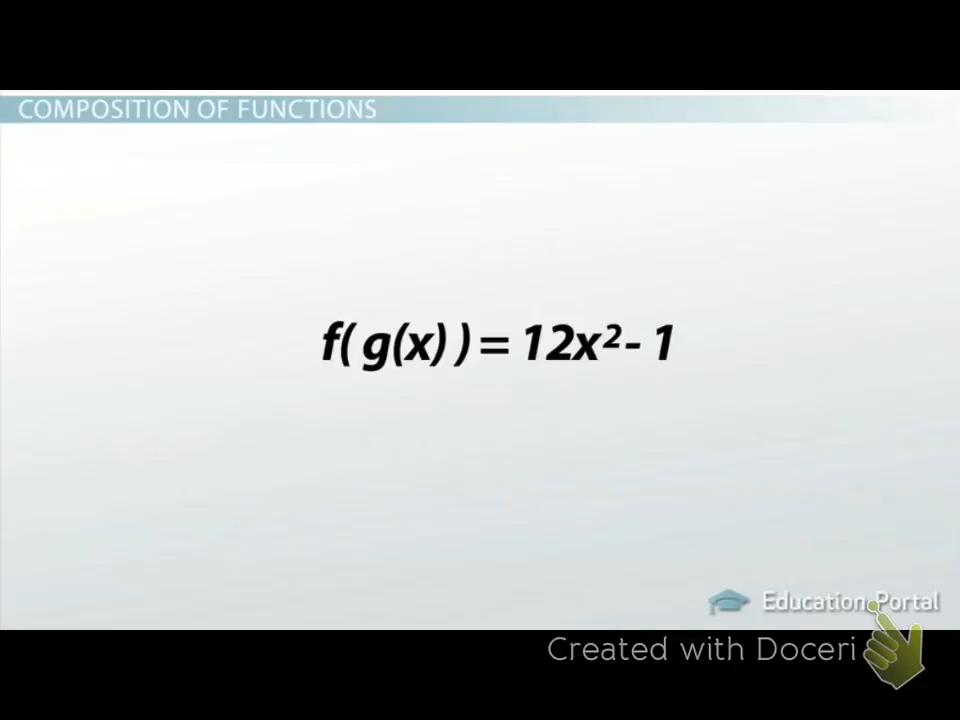 COMPOSITION OF FUNCTIONS
f( g(x) ) = 12x² - 1
Education Portal
Created with Doceri